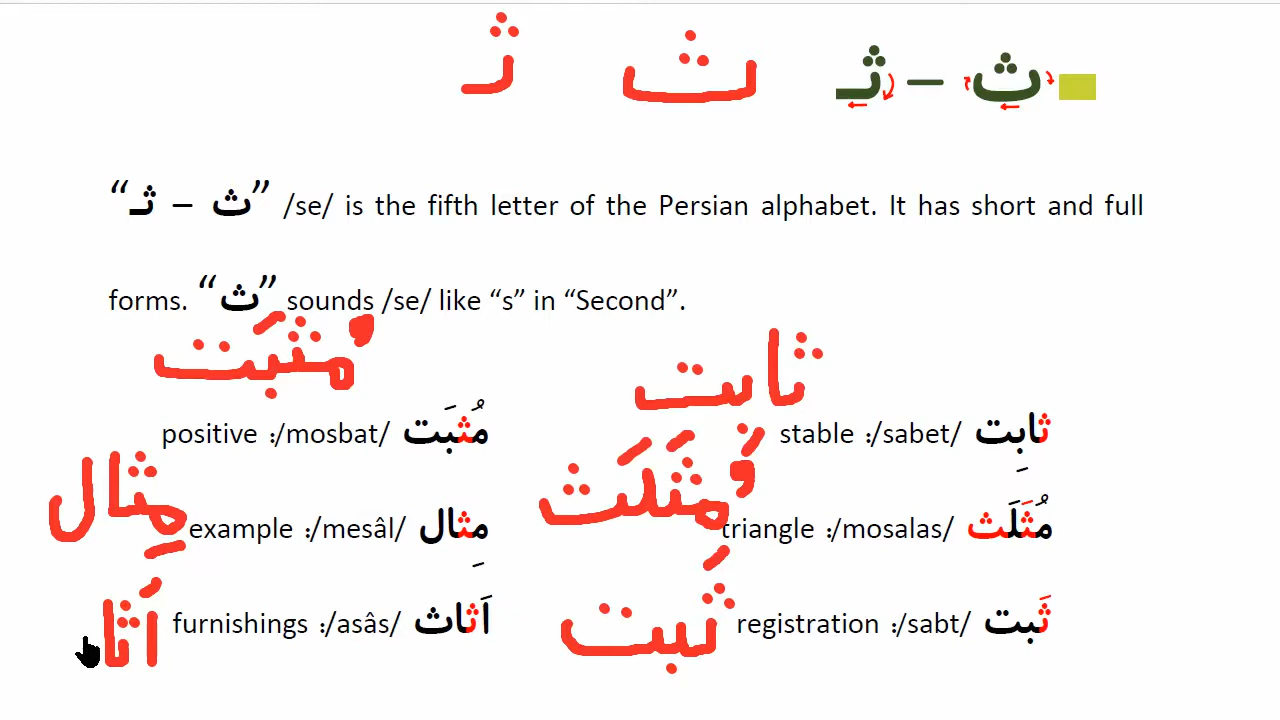 ث – ثـ ث ثـ
“ث – ثـ” /se/ is the fifth letter of the Persian alphabet. It has short and full
forms. “ث” sounds /se/ like “s” in “Second”.
مُثبَت ثابت
positive :/mosbat/ مُثبَت stable :/sabet/ ثابِت
مِثال مُثَلَث
example :/mesâl/ مِثال triangle :/mosalas/ مُثَلَث
اَثا ثَبت
furnishings :/asâs/ اَثاث registration :/sabt/ ثَبت